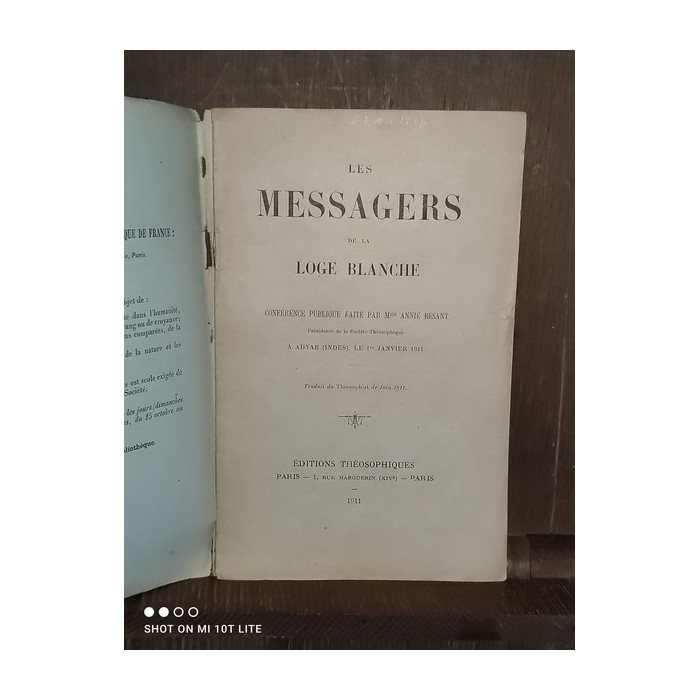 QUE DE FRANCE :
n, Paris.
jet de :
té dans l'humanité,
rang ou de croyance;
ns comparées, de la
de la nature et les
s est seule exigée de
Société.
les jours (dimanches
s, du 15 octobre au
bliothèque.
LES
MESSAGERS
DE LA
LOGE BLANCHE
CONFÉRENCE PUBLIQUE FAITE PAR Mme ANNIE BESANT
Présidente de la Société Théosophique
A ADYAR (INDES), LE 1er JANVIER 1911
Traduit du Theosophist de Juin 1911.
ÉDITIONS THÉOSOPHIQUES
PARIS — 1, RUE MARGUERIN (XIVe) — PARIS
1911
SHOT ON MI 10T LITE